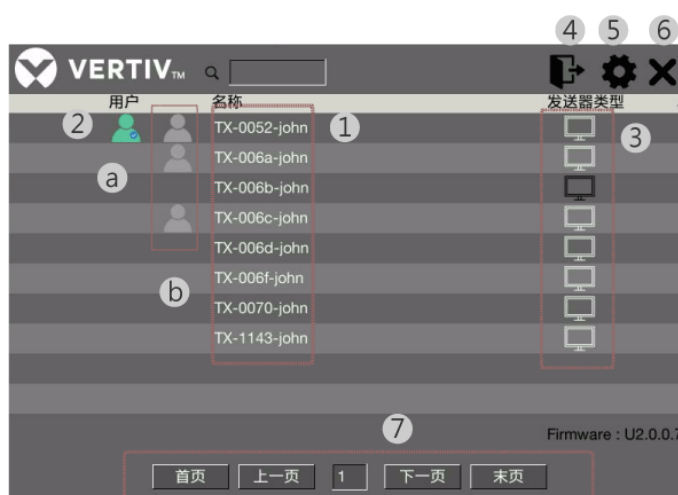 4 5 6
VERTIV™
用户 名称 发送器类型
2 TX-0052-john 1 3
TX-006a-john
a TX-006b-john
TX-006c-john
TX-006d-john
b TX-006f-john
TX-0070-john
TX-1143-john
7
Firmware : U2.0.0.7
首页 上一页 1 下一页 末页